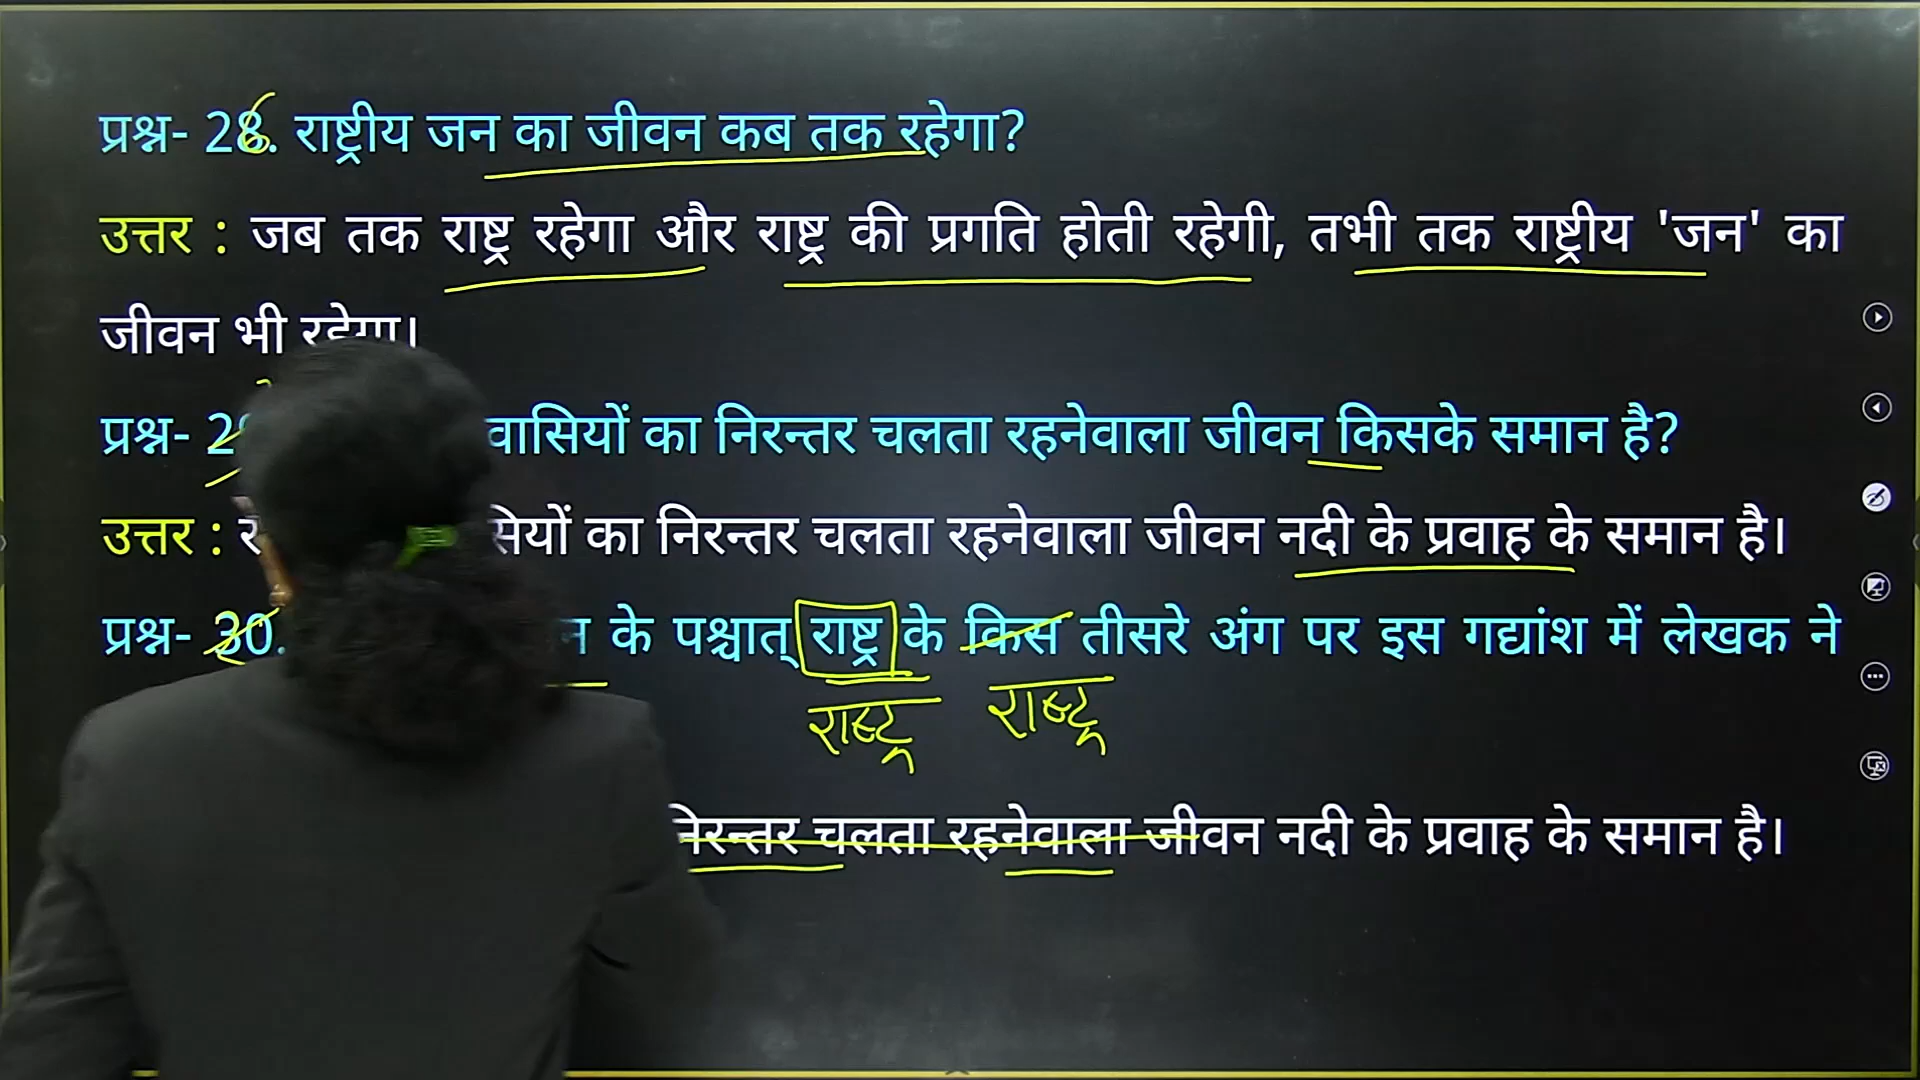 प्रश्न- 28. राष्ट्रीय जन का जीवन कब तक रहेगा?
उत्तर : जब तक राष्ट्र रहेगा और राष्ट्र की प्रगति होती रहेगी, तभी तक राष्ट्रीय 'जन' का
जीवन भी रहेगा।
प्रश्न- वासियों का निरन्तर चलता रहनेवाला जीवन किसके समान है?
उत्तर : सियों का निरन्तर चलता रहनेवाला जीवन नदी के प्रवाह के समान है।
प्रश्न- 30. न के पश्चात् राष्ट्र के किस तीसरे अंग पर इस गद्यांश में लेखक ने
राष्ट्र राष्ट्र
निरन्तर चलता रहनेवाला जीवन नदी के प्रवाह के समान है।